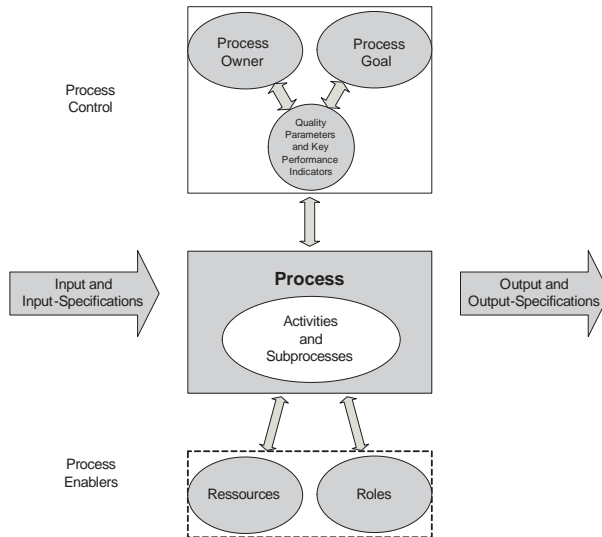 Process
Owner
Process
Goal
Process
Control
Quality
Parameters
and Key
Performance
Indicators
Input and
Input-Specifications
Process
Activities
and
Subprocesses
Output and
Output-Specifications
Process
Enablers
Ressources
Roles